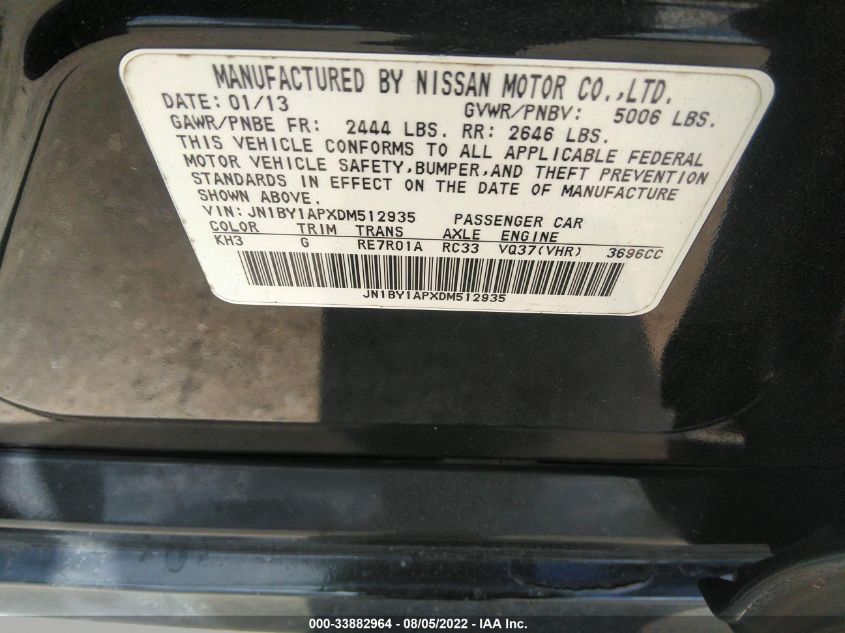 MANUFACTURED BY NISSAN MOTOR CO.,LTD.
DATE: 01/13 GVWR/PNBV: 5006 LBS.
GAWR/PNBE FR: 2444 LBS. RR: 2646 LBS.
THIS VEHICLE CONFORMS TO ALL APPLICABLE FEDERAL
MOTOR VEHICLE SAFETY,BUMPER,AND THEFT PREVENTION
STANDARDS IN EFFECT ON THE DATE OF MANUFACTURE
SHOWN ABOVE.
VIN: JN1BY1APXDM512935 PASSENGER CAR
COLOR TRIM TRANS AXLE ENGINE
KH3 G RE7R01A RC33 VQ37(VHR) 3696CC
JN1BY1APXDM512935
000-33882964 - 08/05/2022 - IAA Inc.